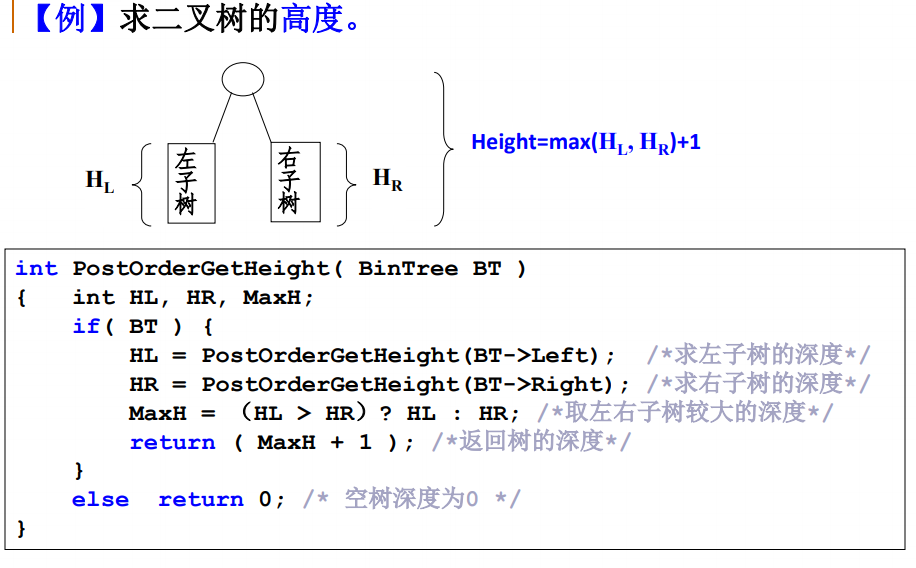 【例】求二叉树的高度。
左子树
右子树
Height=max(HL, HR)+1
HL
HR
int PostOrderGetHeight( BinTree BT )
{ int HL, HR, MaxH;
if( BT ) {
HL = PostOrderGetHeight(BT->Left); /*求左子树的深度*/
HR = PostOrderGetHeight(BT->Right); /*求右子树的深度*/
MaxH = （HL > HR）? HL : HR; /*取左右子树较大的深度*/
return ( MaxH + 1 ); /*返回树的深度*/
}
else return 0; /* 空树深度为0 */
}